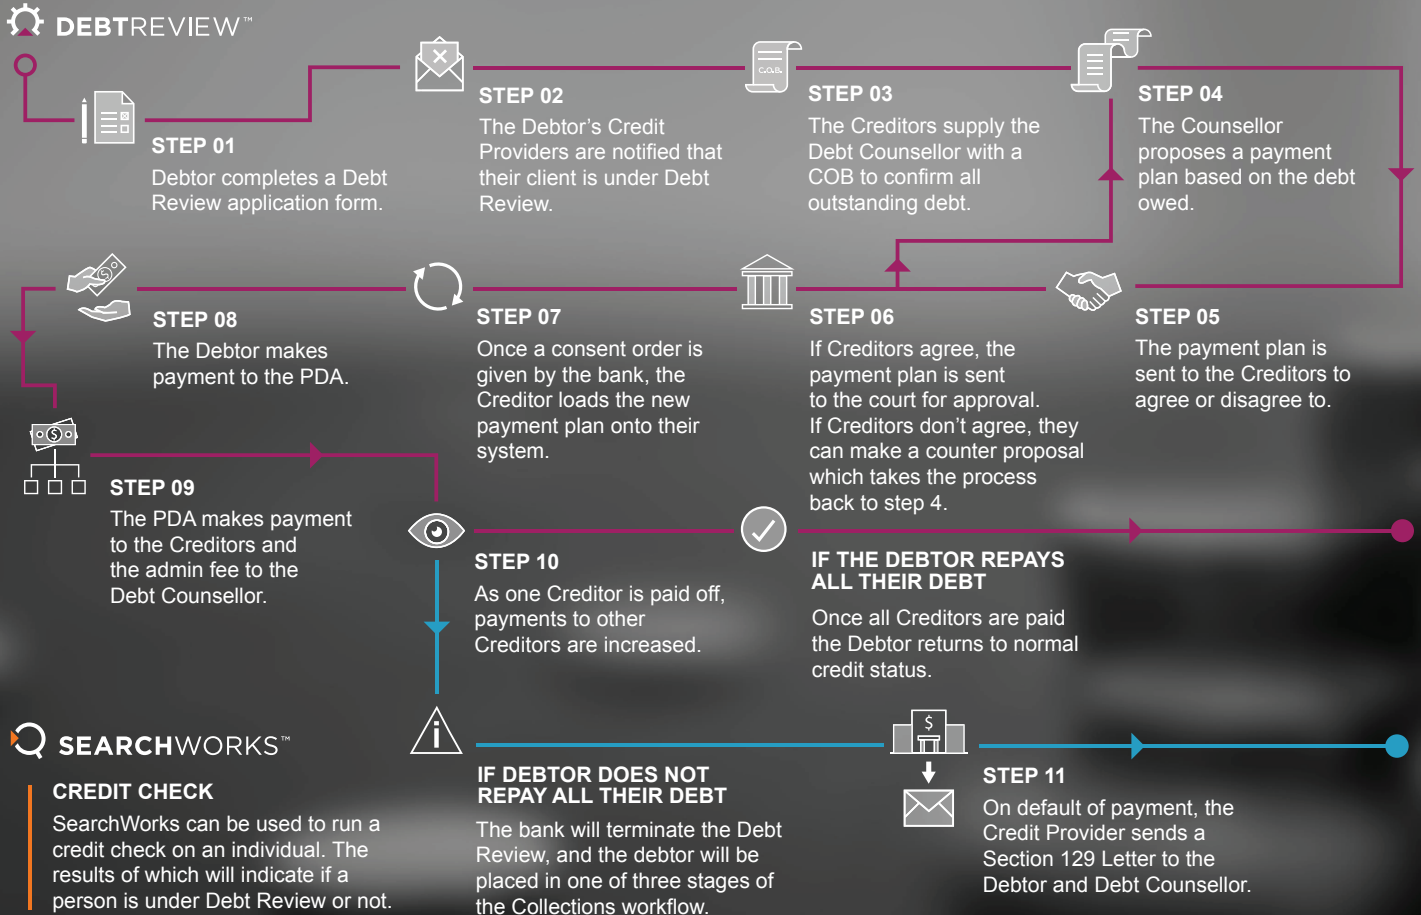 DEBTREVIEW™
STEP 01
Debtor completes a Debt
Review application form.
STEP 02
The Debtor's Credit
Providers are notified that
their client is under Debt
Review.
C.O.B.
STEP 03
The Creditors supply the
Debt Counsellor with a
COB to confirm all
outstanding debt.
STEP 04
The Counsellor
proposes a payment
plan based on the debt
owed.
STEP 05
The payment plan is
sent to the Creditors to
agree or disagree to.
STEP 06
If Creditors agree, the
payment plan is sent
to the court for approval.
If Creditors don't agree, they
can make a counter proposal
which takes the process
back to step 4.
STEP 07
Once a consent order is
given by the bank, the
Creditor loads the new
payment plan onto their
system.
$
STEP 08
The Debtor makes
payment to the PDA.
$
STEP 09
The PDA makes payment
to the Creditors and
the admin fee to the
Debt Counsellor.
STEP 10
As one Creditor is paid off,
payments to other
Creditors are increased.
IF THE DEBTOR REPAYS
ALL THEIR DEBT
Once all Creditors are paid
the Debtor returns to normal
credit status.
i
IF DEBTOR DOES NOT
REPAY ALL THEIR DEBT
The bank will terminate the Debt
Review, and the debtor will be
placed in one of three stages of
the Collections workflow.
$
STEP 11
On default of payment, the
Credit Provider sends a
Section 129 Letter to the
Debtor and Debt Counsellor.
SEARCHWORKS™
CREDIT CHECK
SearchWorks can be used to run a
credit check on an individual. The
results of which will indicate if a
person is under Debt Review or not.